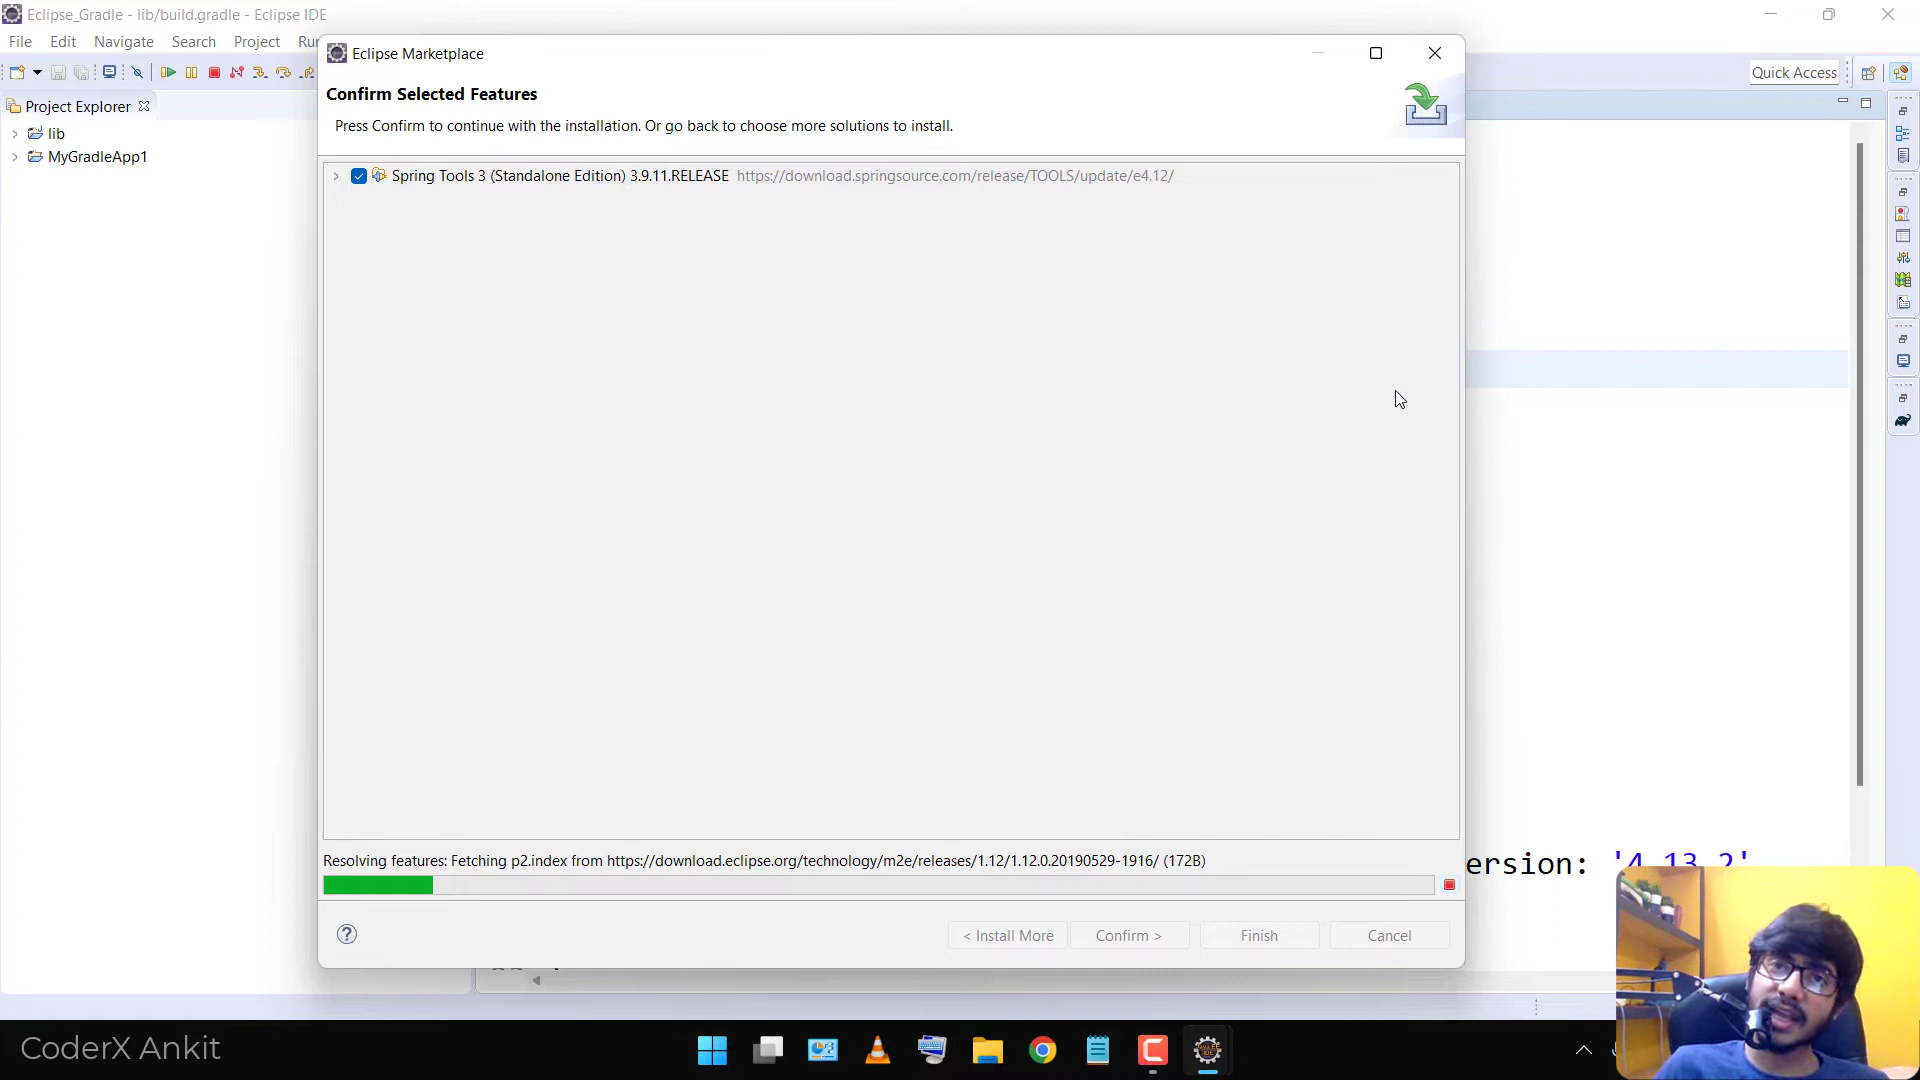 Eclipse_Gradle - lib/build.gradle - Eclipse IDE
File Edit Navigate Search Project
Quick Access
Project Explorer
lib
MyGradleApp1
Eclipse Marketplace
Confirm Selected Features
Press Confirm to continue with the installation. Or go back to choose more solutions to install.
Spring Tools 3 (Standalone Edition) 3.9.11.RELEASE https://download.springsource.com/release/TOOLS/update/e4.12/
Resolving features: Fetching p2.index from https://download.eclipse.org/technology/m2e/releases/1.12/1.12.0.20190529-1916/ (172B)
ersion: '4.13.2'
< Install More Confirm > Finish Cancel
CoderX Ankit